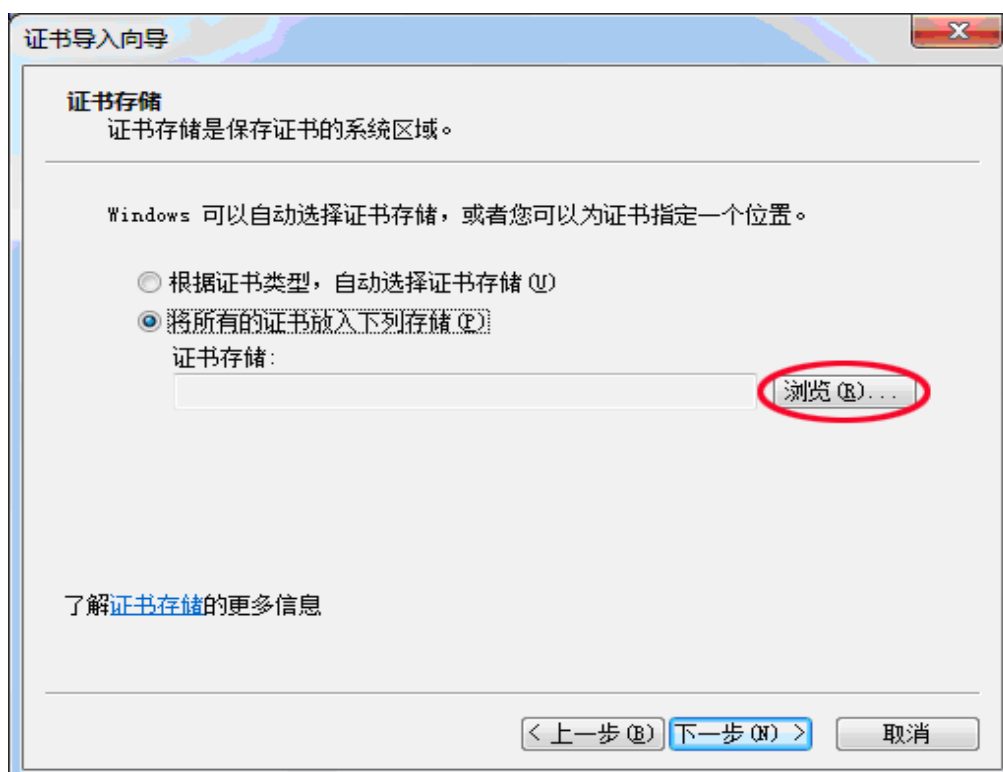 证书导入向导
证书存储
证书存储是保存证书的系统区域。
Windows 可以自动选择证书存储，或者您可以为证书指定一个位置。
根据证书类型，自动选择证书存储(U)
将所有的证书放入下列存储(P)
证书存储:
浏览(R)...
了解证书存储的更多信息
< 上一步(B) 下一步(N) > 取消